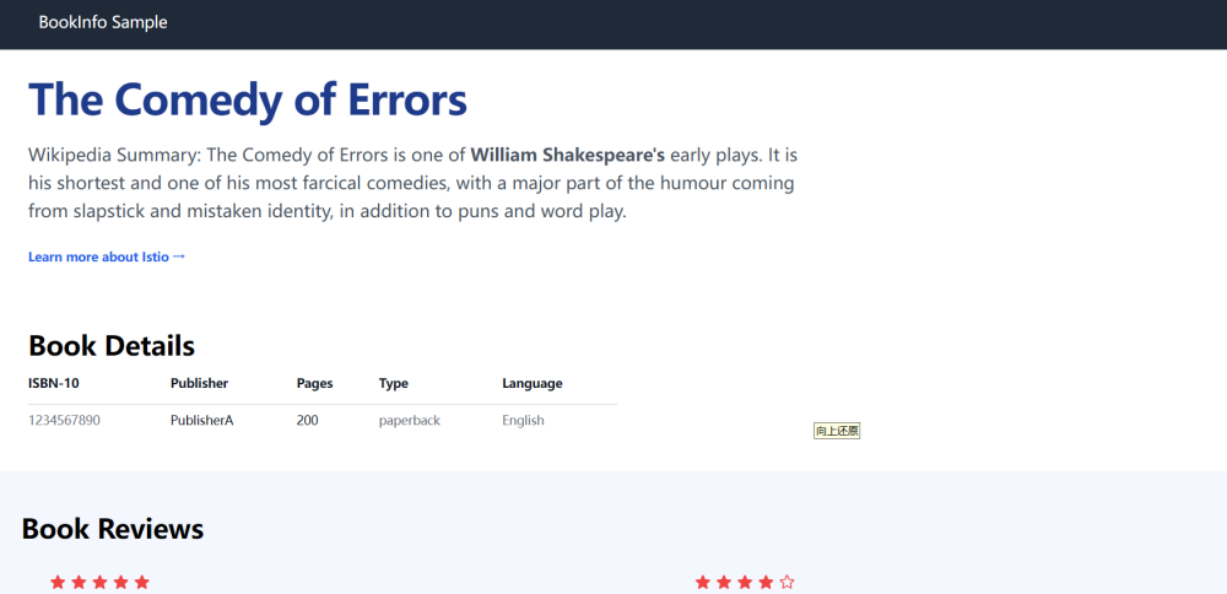 BookInfo Sample
The Comedy of Errors
Wikipedia Summary: The Comedy of Errors is one of William Shakespeare's early plays. It is
his shortest and one of his most farcical comedies, with a major part of the humour coming
from slapstick and mistaken identity, in addition to puns and word play.
Learn more about Istio →
Book Details
ISBN-10 Publisher Pages Type Language
1234567890 PublisherA 200 paperback English
向上还原
Book Reviews